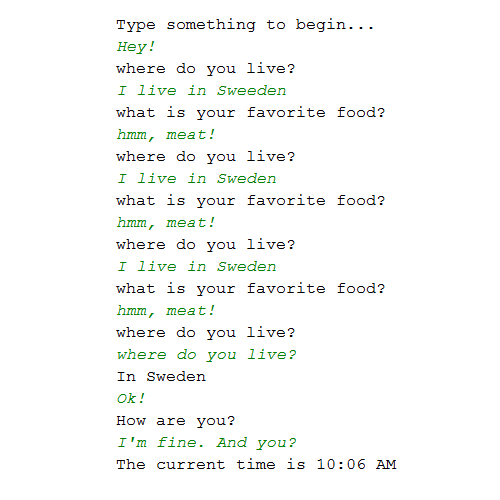 Type something to begin...
Hey!
where do you live?
I live in Sweeden
what is your favorite food?
hmm, meat!
where do you live?
I live in Sweden
what is your favorite food?
hmm, meat!
where do you live?
I live in Sweden
what is your favorite food?
hmm, meat!
where do you live?
where do you live?
In Sweden
Ok!
How are you?
I'm fine. And you?
The current time is 10:06 AM